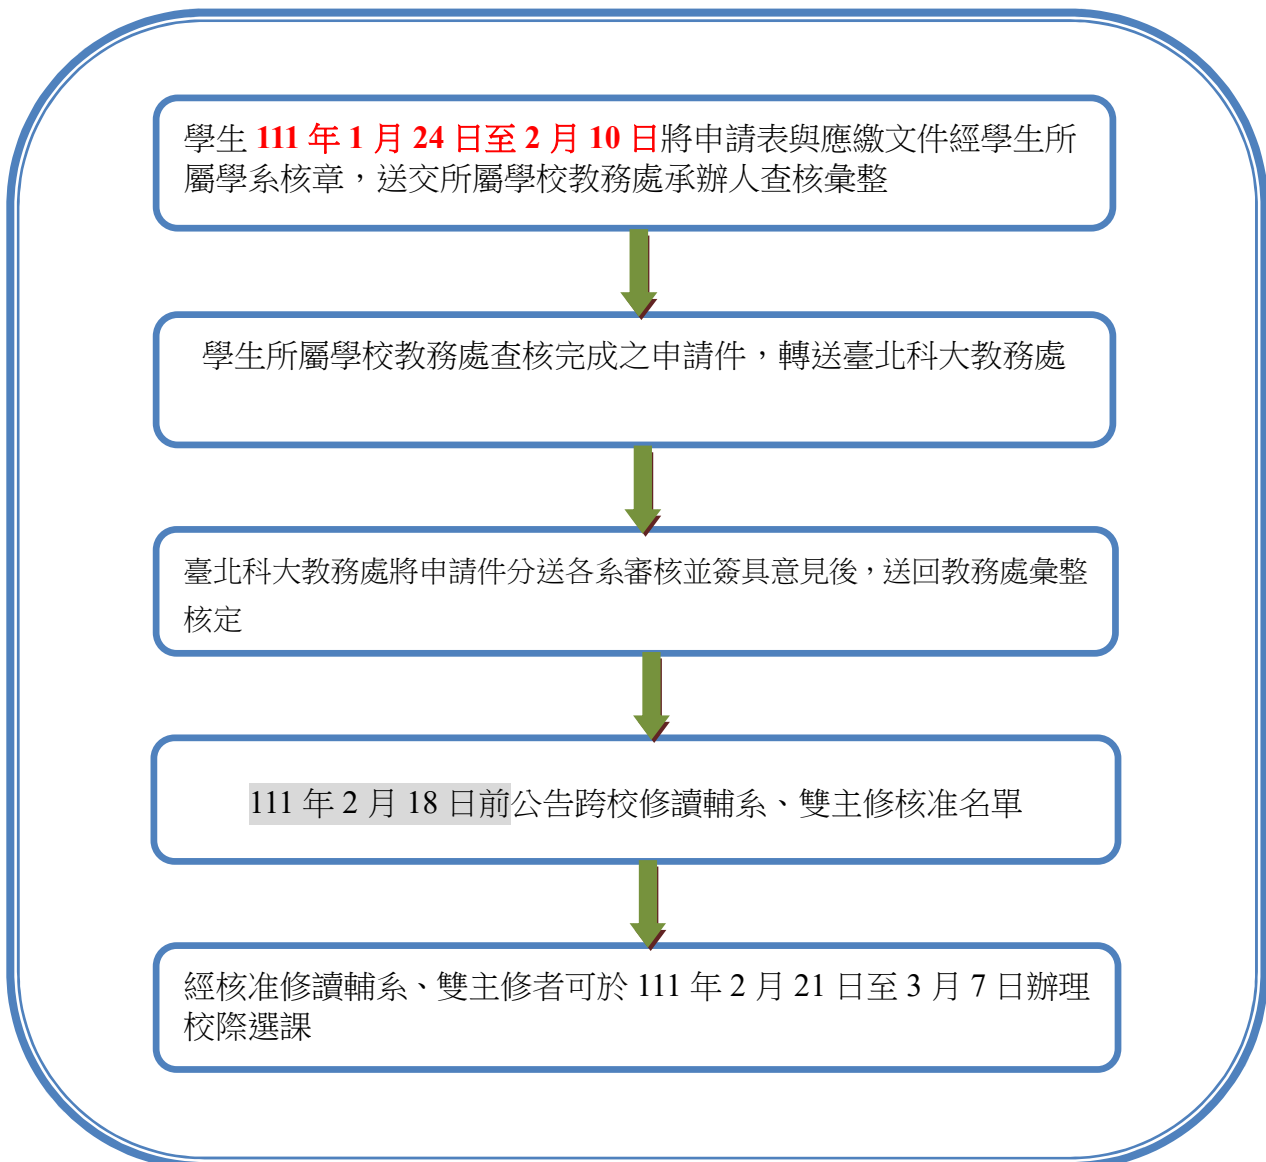 學生 111 年 1 月 24 日至 2 月 10 日將申請表與應繳文件經學生所
屬學系核章，送交所屬學校教務處承辦人查核彙整
學生所屬學校教務處查核完成之申請件，轉送臺北科大教務處
臺北科大教務處將申請件分送各系審核並簽具意見後，送回教務處彙整
核定
111 年 2 月 18 日前公告跨校修讀輔系、雙主修核准名單
經核准修讀輔系、雙主修者可於 111 年 2 月 21 日至 3 月 7 日辦理
校際選課